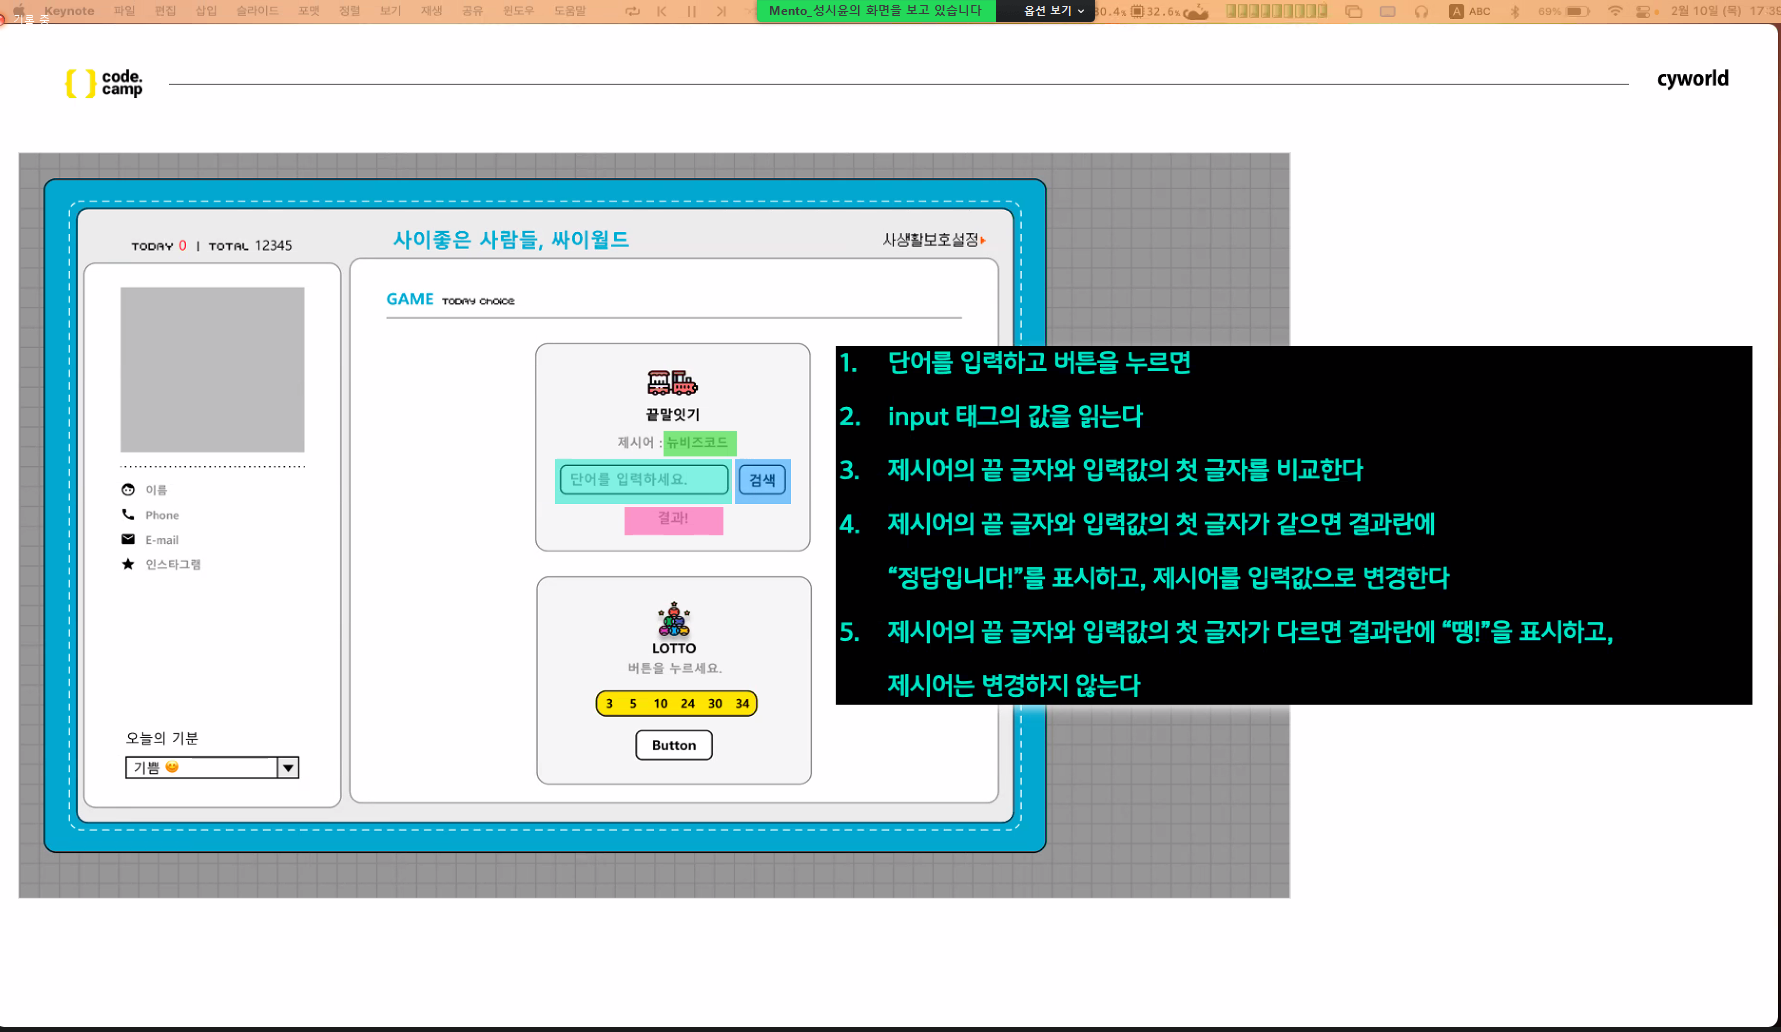 Keynote 파일 편집 삽입 슬라이드 포맷 정렬 보기 재생 공유 윈도우 도움말
기록 중
Mento_성시윤의 화면을 보고 있습니다 옵션 보기
32.6% A ABC 69% 2월 10일 (목)
{ } code.camp
cyworld
TODAY 0 | TOTAL 12345
사이좋은 사람들, 싸이월드
사생활보호설정
이름
Phone
E-mail
인스타그램
오늘의 기분
기쁨 😊
GAME TODAY CHOICE
끝말잇기
제시어 : 뉴비즈코드
단어를 입력하세요. 검색
결과!
LOTTO
버튼을 누르세요.
3 5 10 24 30 34
Button
1. 단어를 입력하고 버튼을 누르면
2. input 태그의 값을 읽는다
3. 제시어의 끝 글자와 입력값의 첫 글자를 비교한다
4. 제시어의 끝 글자와 입력값의 첫 글자가 같으면 결과란에
“정답입니다!”를 표시하고, 제시어를 입력값으로 변경한다
5. 제시어의 끝 글자와 입력값의 첫 글자가 다르면 결과란에 “땡!”을 표시하고,
제시어는 변경하지 않는다